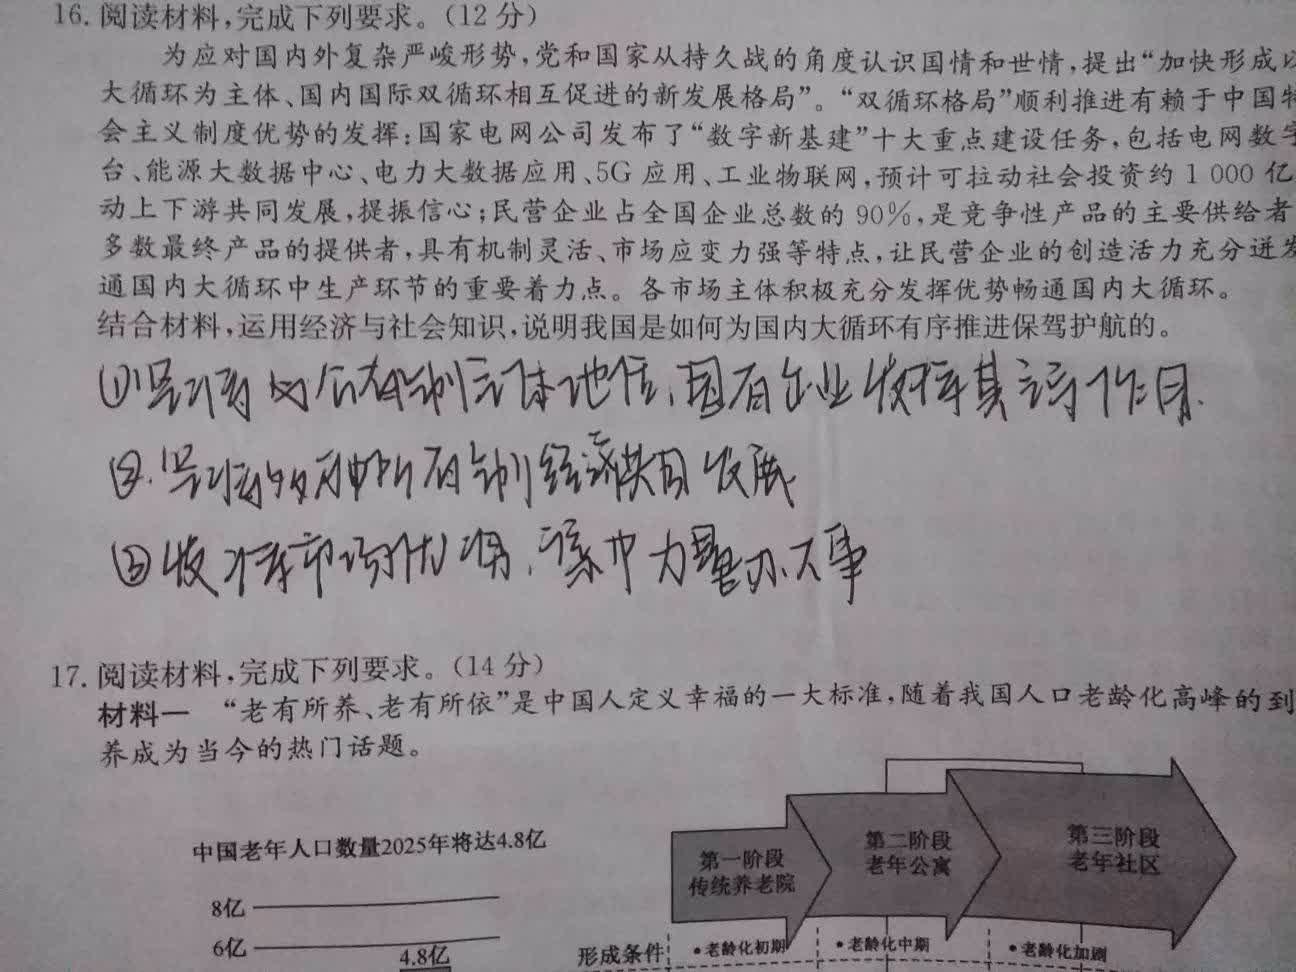 16. 阅读材料,完成下列要求。(12分)
为应对国内外复杂严峻形势,党和国家从持久战的角度认识国情和世情,提出“加快形成以
大循环为主体、国内国际双循环相互促进的新发展格局”。“双循环格局”顺利推进有赖于中国特
会主义制度优势的发挥:国家电网公司发布了“数字新基建”十大重点建设任务,包括电网数字
台、能源大数据中心、电力大数据应用、5G应用、工业物联网,预计可拉动社会投资约1000亿
动上下游共同发展,提振信心;民营企业占全国企业总数的90%,是竞争性产品的主要供给者
多数最终产品的提供者,具有机制灵活、市场应变力强等特点,让民营企业的创造活力充分迸发
通国内大循环中生产环节的重要着力点。各市场主体积极充分发挥优势畅通国内大循环。
结合材料,运用经济与社会知识,说明我国是如何为国内大循环有序推进保驾护航的。
①坚持以公有制主体地位,国有企业发挥其主导作用.
②.坚持多种所有制经济共同发展
③发挥市场优势,集中力量办大事
17. 阅读材料,完成下列要求。(14分)
材料一 “老有所养、老有所依”是中国人定义幸福的一大标准,随着我国人口老龄化高峰的到
养成为当今的热门话题。
中国老年人口数量2025年将达4.8亿
8亿
6亿
4.8亿
第一阶段
传统养老院
第二阶段
老年公寓
第三阶段
老年社区
形成条件 •老龄化初期 •老龄化中期 •老龄化加剧